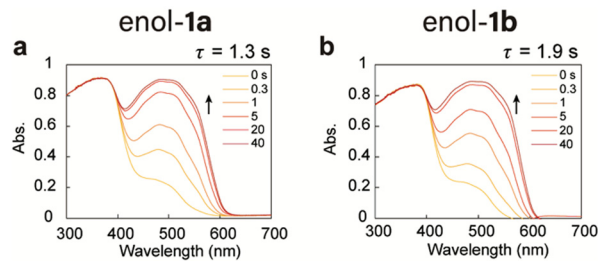 enol-1a
a
τ = 1.3 s
Abs.
1
0.8
0.6
0.4
0.2
0
0 s
0.3
1
5
20
40
300 400 500 600 700
Wavelength (nm)
enol-1b
b
τ = 1.9 s
Abs.
1
0.8
0.6
0.4
0.2
0
0 s
0.3
1
5
20
40
300 400 500 600 700
Wavelength (nm)